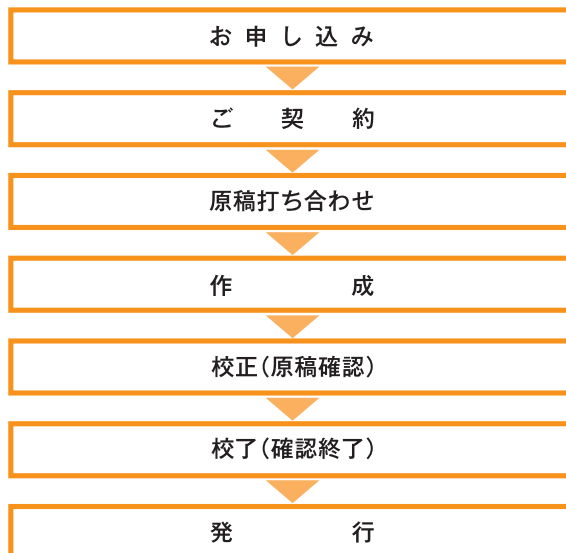 お申し込み
ご契約
原稿打ち合わせ
作成
校正(原稿確認)
校了(確認終了)
発行